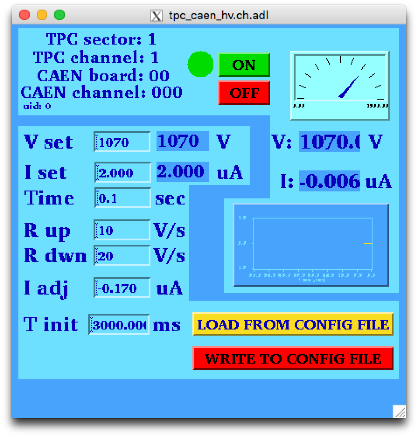 tpc_caen_hv.ch.adl
TPC sector: 1
TPC channel: 1
CAEN board: 00
CAEN channel: 000
uid: 0
ON
OFF
V set 1070 1070 V
I set 2.000 2.000 uA
Time 0.1 sec
R up 10 V/s
R dwn 20 V/s
I adj -0.170 uA
T init 3000.000 ms
V: 1070.0 V
I: -0.006 uA
LOAD FROM CONFIG FILE
WRITE TO CONFIG FILE